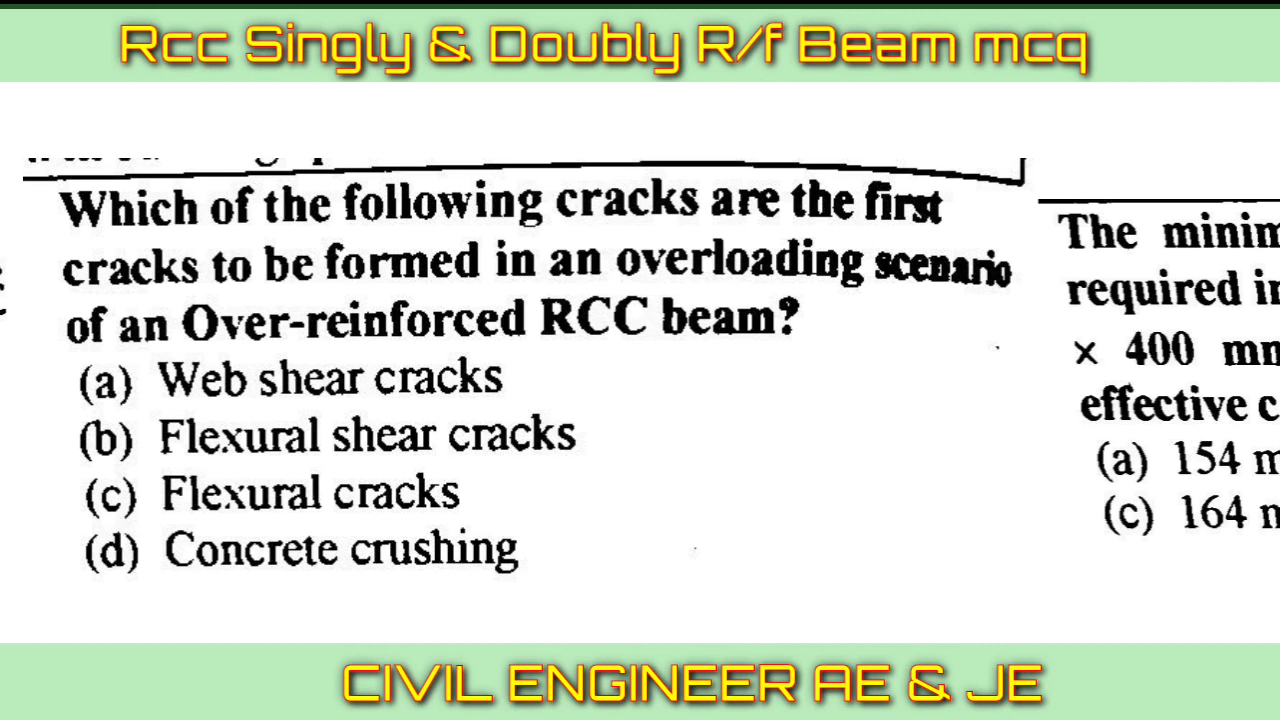 Rcc Singly & Doubly R/f Beam mcq
Which of the following cracks are the first
cracks to be formed in an overloading scenario
of an Over-reinforced RCC beam?
(a) Web shear cracks
(b) Flexural shear cracks
(c) Flexural cracks
(d) Concrete crushing
The minim
required in
× 400 mm
effective c
(a) 154 m
(c) 164 m
CIVIL ENGINEER AE & JE